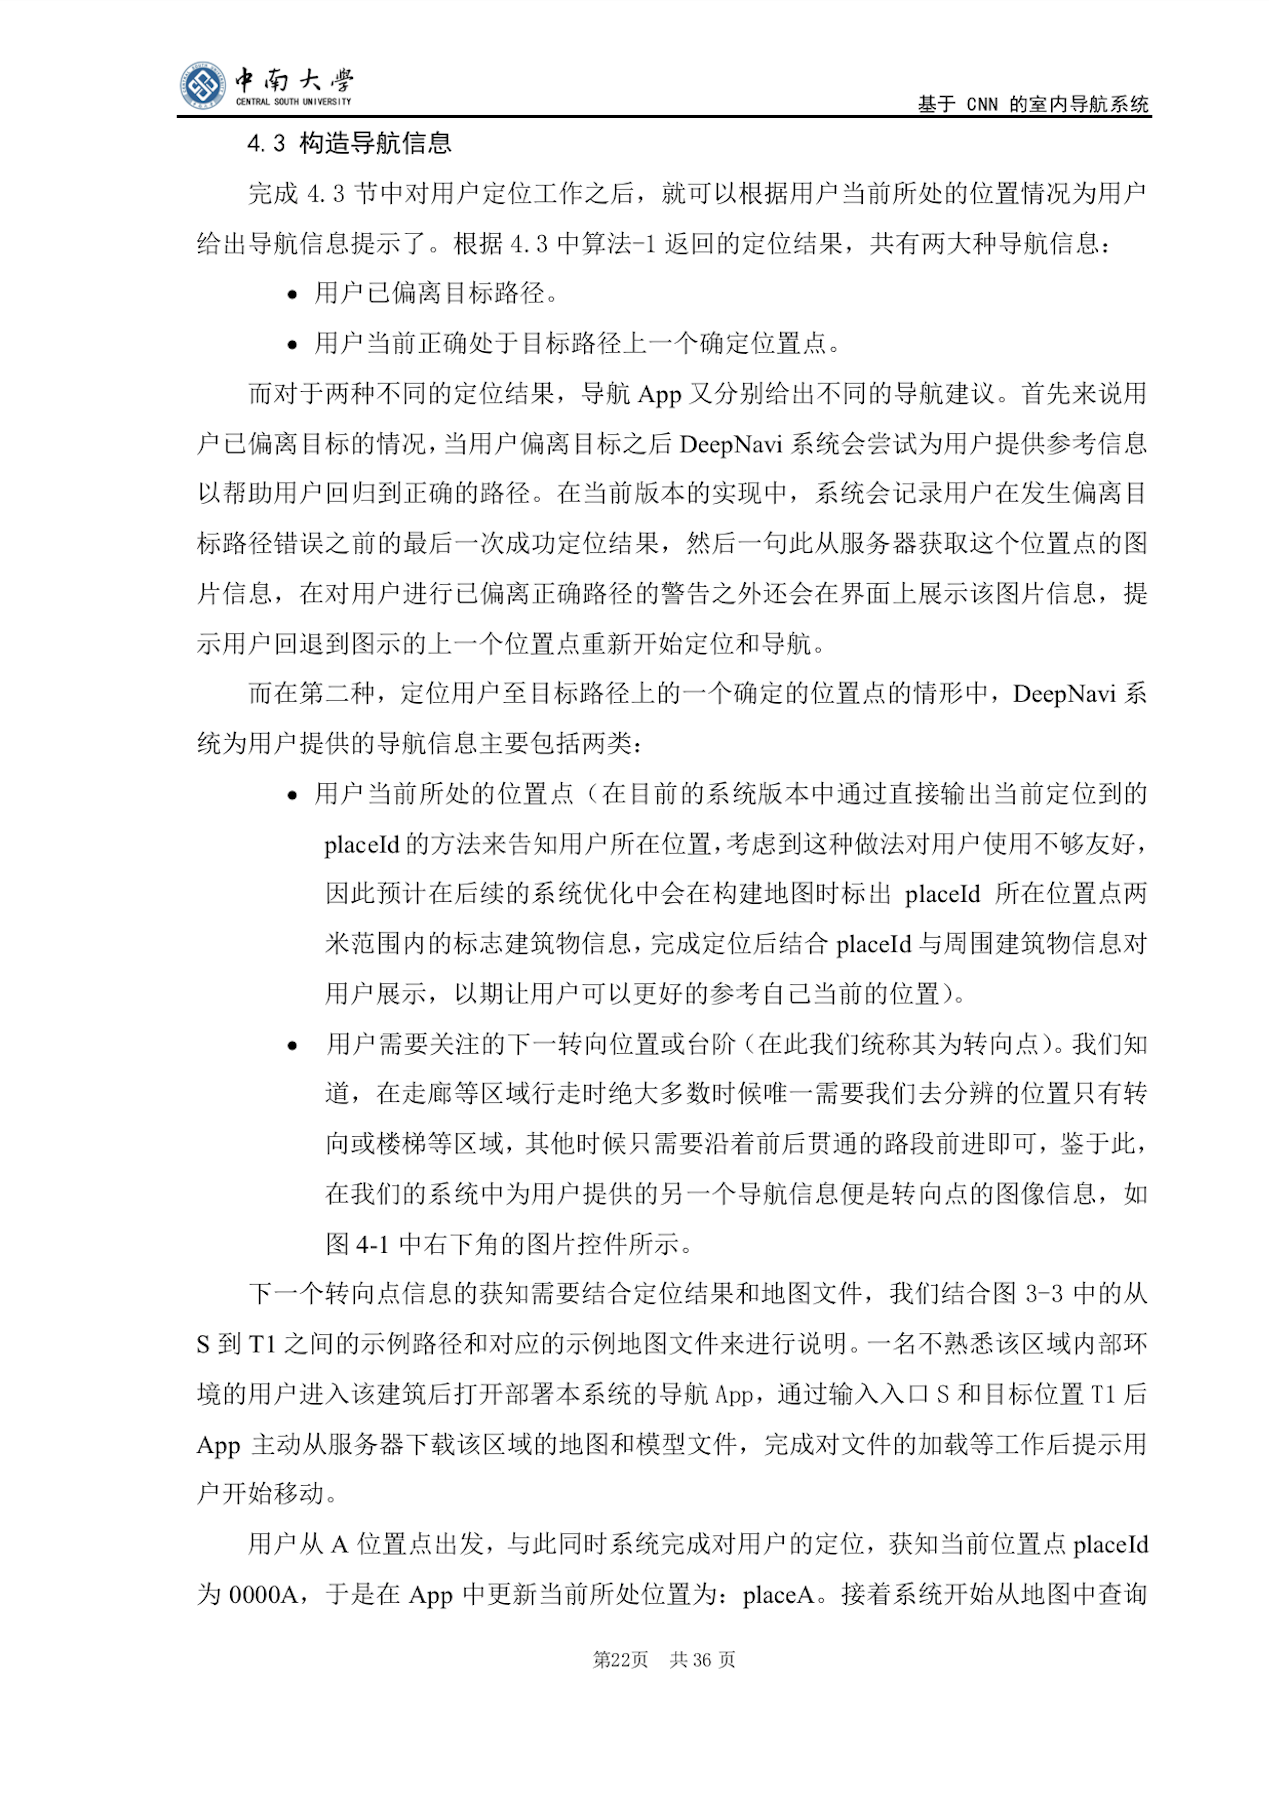 中南大学
CENTRAL SOUTH UNIVERSITY
基于 CNN 的室内导航系统
4.3 构造导航信息
完成 4.3 节中对用户定位工作之后，就可以根据用户当前所处的位置情况为用户
给出导航信息提示了。根据 4.3 中算法-1 返回的定位结果，共有两大种导航信息：
● 用户已偏离目标路径。
● 用户当前正确处于目标路径上一个确定位置点。
而对于两种不同的定位结果，导航 App 又分别给出不同的导航建议。首先来说用
户已偏离目标的情况，当用户偏离目标之后 DeepNavi 系统会尝试为用户提供参考信息
以帮助用户回归到正确的路径。在当前版本的实现中，系统会记录用户在发生偏离目
标路径错误之前的最后一次成功定位结果，然后一句此从服务器获取这个位置点的图
片信息，在对用户进行已偏离正确路径的警告之外还会在界面上展示该图片信息，提
示用户回退到图示的上一个位置点重新开始定位和导航。
而在第二种，定位用户至目标路径上的一个确定的位置点的情形中，DeepNavi 系
统为用户提供的导航信息主要包括两类：
● 用户当前所处的位置点（在目前的系统版本中通过直接输出当前定位到的
placeId 的方法来告知用户所在位置，考虑到这种做法对用户使用不够友好，
因此预计在后续的系统优化中会在构建地图时标出 placeId 所在位置点两
米范围内的标志建筑物信息，完成定位后结合 placeId 与周围建筑物信息对
用户展示，以期让用户可以更好的参考自己当前的位置）。
● 用户需要关注的下一转向位置或台阶（在此我们统称其为转向点）。我们知
道，在走廊等区域行走时绝大多数时候唯一需要我们去分辨的位置只有转
向或楼梯等区域，其他时候只需要沿着前后贯通的路段前进即可，鉴于此，
在我们的系统中为用户提供的另一个导航信息便是转向点的图像信息，如
图 4-1 中右下角的图片控件所示。
下一个转向点信息的获知需要结合定位结果和地图文件，我们结合图 3-3 中的从
S 到 T1 之间的示例路径和对应的示例地图文件来进行说明。一名不熟悉该区域内部环
境的用户进入该建筑后打开部署本系统的导航 App，通过输入入口 S 和目标位置 T1 后
App 主动从服务器下载该区域的地图和模型文件，完成对文件的加载等工作后提示用
户开始移动。
用户从 A 位置点出发，与此同时系统完成对用户的定位，获知当前位置点 placeId
为 0000A，于是在 App 中更新当前所处位置为：placeA。接着系统开始从地图中查询
第22页 共 36 页